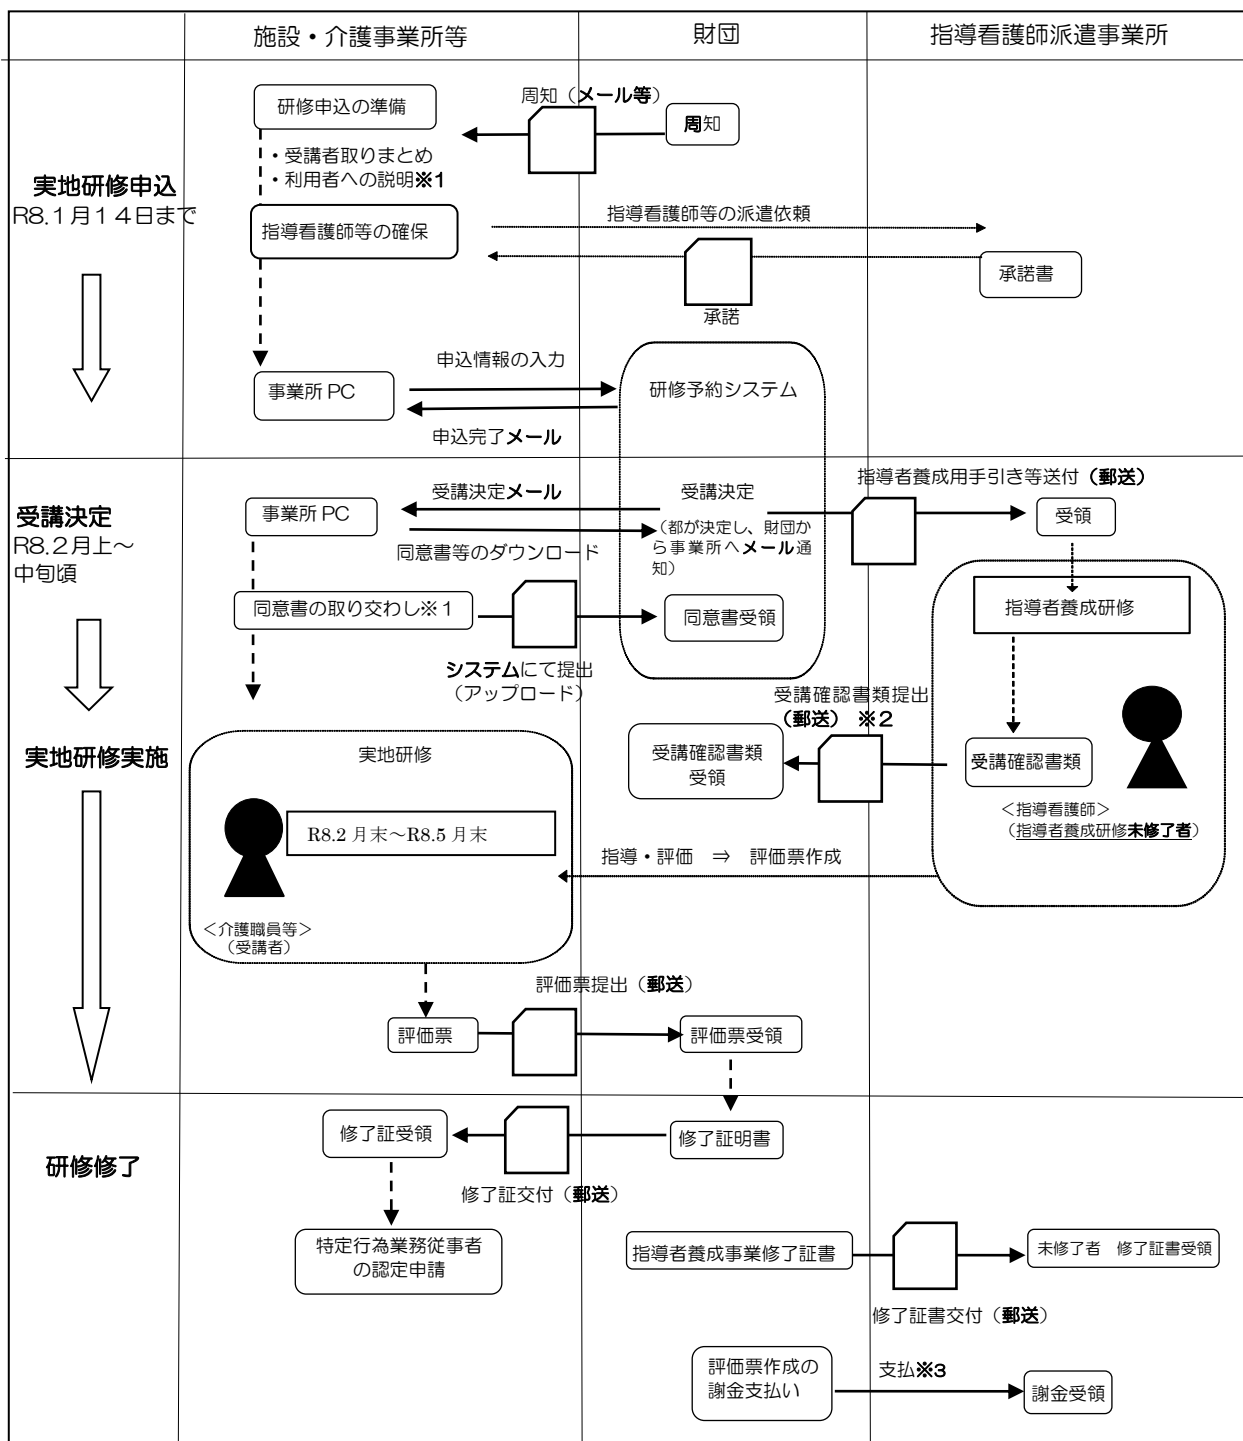 施設・介護事業所等
財団
指導看護師派遣事業所
実地研修申込
R8.1月14日まで
研修申込の準備
周知（メール等）
周知
・受講者取りまとめ
・利用者への説明※1
指導看護師等の確保
指導看護師等の派遣依頼
承諾書
承諾
申込情報の入力
事業所 PC
研修予約システム
申込完了メール
受講決定
R8.2月上～
中旬頃
事業所 PC
受講決定メール
同意書等のダウンロード
受講決定
（都が決定し、財団か
ら事業所へメール通
知）
指導者養成用手引き等送付（郵送）
受領
同意書の取り交わし※１
同意書受領
システムにて提出
（アップロード）
指導者養成研修
受講確認書類提出
（郵送）　※2
受講確認書類
受領
受講確認書類
＜指導看護師＞
（指導者養成研修未修了者）
実地研修実施
実地研修
R8.2 月末～R8.5 月末
＜介護職員等＞
（受講者）
指導・評価　⇒　評価票作成
評価票提出（郵送）
評価票
評価票受領
研修修了
修了証受領
修了証明書
修了証交付（郵送）
特定行為業務従事者
の認定申請
指導者養成事業修了証書
未修了者　修了証書受領
修了証書交付（郵送）
評価票作成の
謝金支払い
支払※3
謝金受領